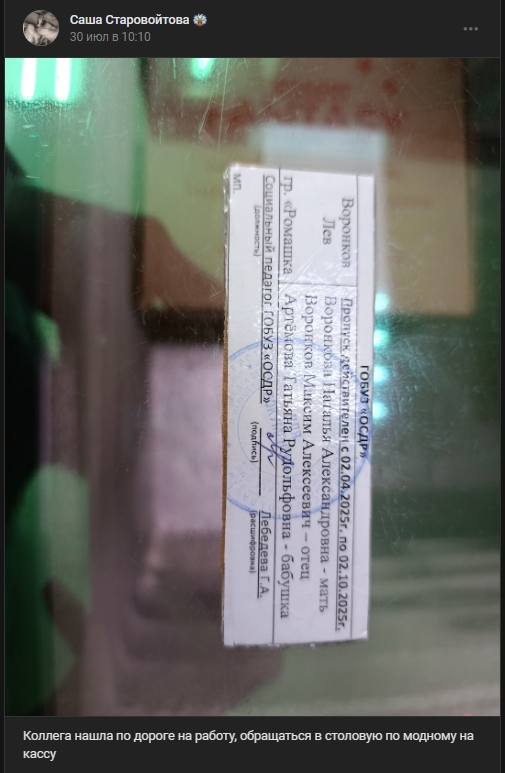 Саша Старовойтова
30 июл в 10:10
ГОБУЗ «ОСДР»
Воронков
Лев
гр. «Ромашка
Пропуск действителен с 02.04.2025г. по 02.10.2025г.
Воронкова Наталья Александровна - мать
Воронков Максим Алексеевич – отец
Артёмова Татьяна Рудольфовна - бабушка
Социальный педагог ГОБУЗ «ОСДР» Лебедева Г.А.
(должность) (подпись) (расшифровка)
МП.
Коллега нашла по дороге на работу, обращаться в столовую по модному на
кассу